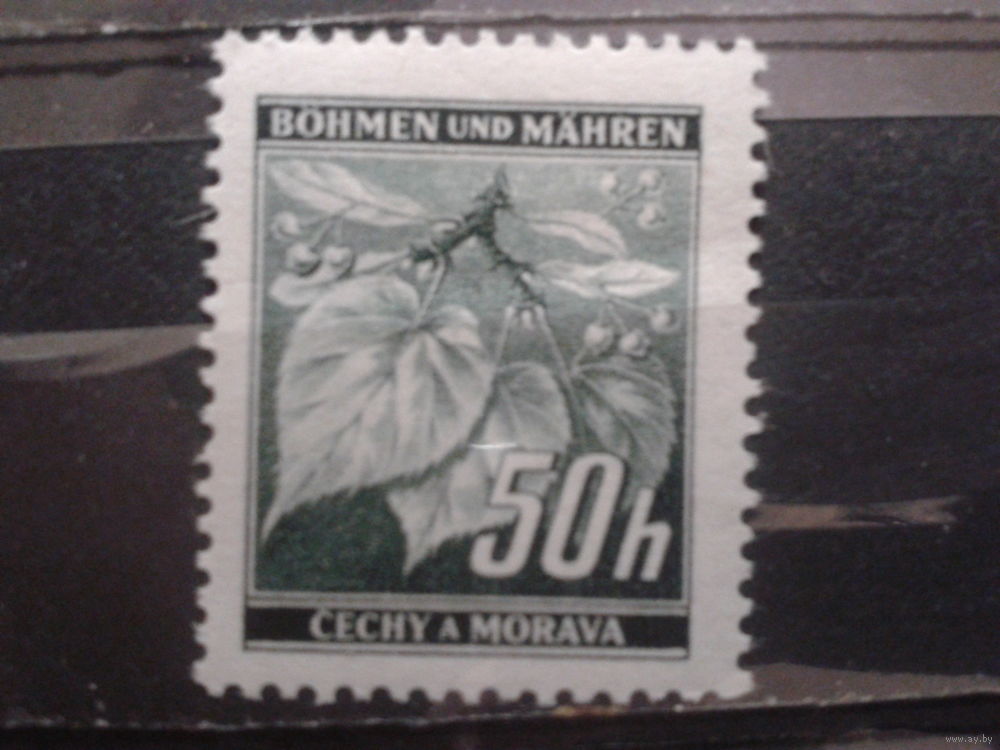 BÖHMEN UND MÄHREN
50h
ČECHY A MORAVA
www.ay.by